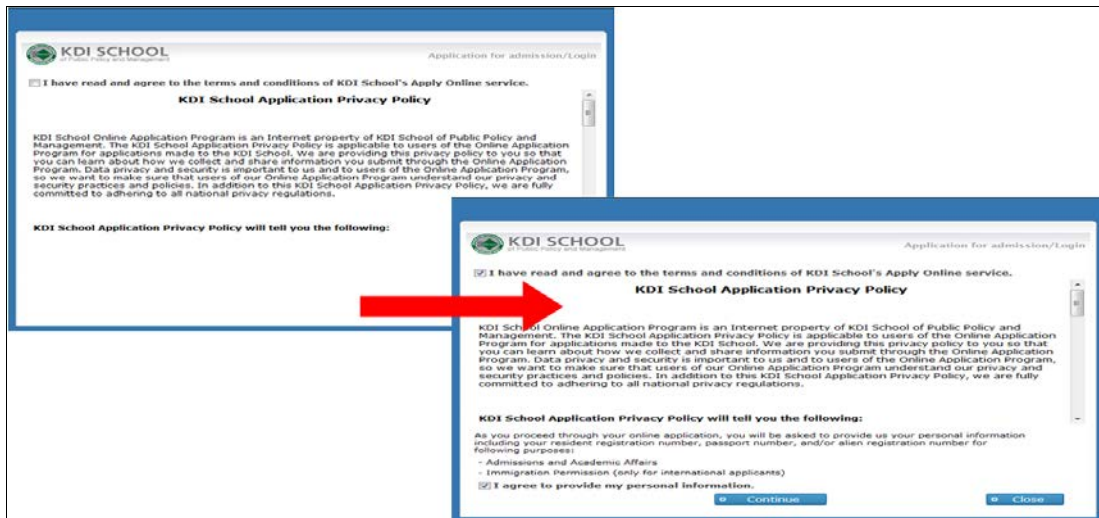 KDI SCHOOL
of Public Policy and Management
Application for admission/Login
I have read and agree to the terms and conditions of KDI School's Apply Online service.
KDI School Application Privacy Policy
KDI School Online Application Program is an Internet property of KDI School of Public Policy and
Management. The KDI School Application Privacy Policy is applicable to users of the Online Application
Program for applications made to the KDI School. We are providing this privacy policy to you so that
you can learn about how we collect and share information you submit through the Online Application
Program. Data privacy and security is important to us and to users of the Online Application Program,
so we want to make sure that users of our Online Application Program understand our privacy and
security practices and policies. In addition to this KDI School Application Privacy Policy, we are fully
committed to adhering to all national privacy regulations.
KDI School Application Privacy Policy will tell you the following:
KDI SCHOOL
of Public Policy and Management
Application for admission/Login
I have read and agree to the terms and conditions of KDI School's Apply Online service.
KDI School Application Privacy Policy
KDI School Online Application Program is an Internet property of KDI School of Public Policy and
Management. The KDI School Application Privacy Policy is applicable to users of the Online Application
Program for applications made to the KDI School. We are providing this privacy policy to you so that
you can learn about how we collect and share information you submit through the Online Application
Program. Data privacy and security is important to us and to users of the Online Application Program,
so we want to make sure that users of our Online Application Program understand our privacy and
security practices and policies. In addition to this KDI School Application Privacy Policy, we are fully
committed to adhering to all national privacy regulations.
KDI School Application Privacy Policy will tell you the following:
As you proceed through your online application, you will be asked to provide us your personal information
including your resident registration number, passport number, and/or alien registration number for
following purposes:
- Admissions and Academic Affairs
- Immigration Permission (only for international applicants)
I agree to provide my personal information.
Continue
Close